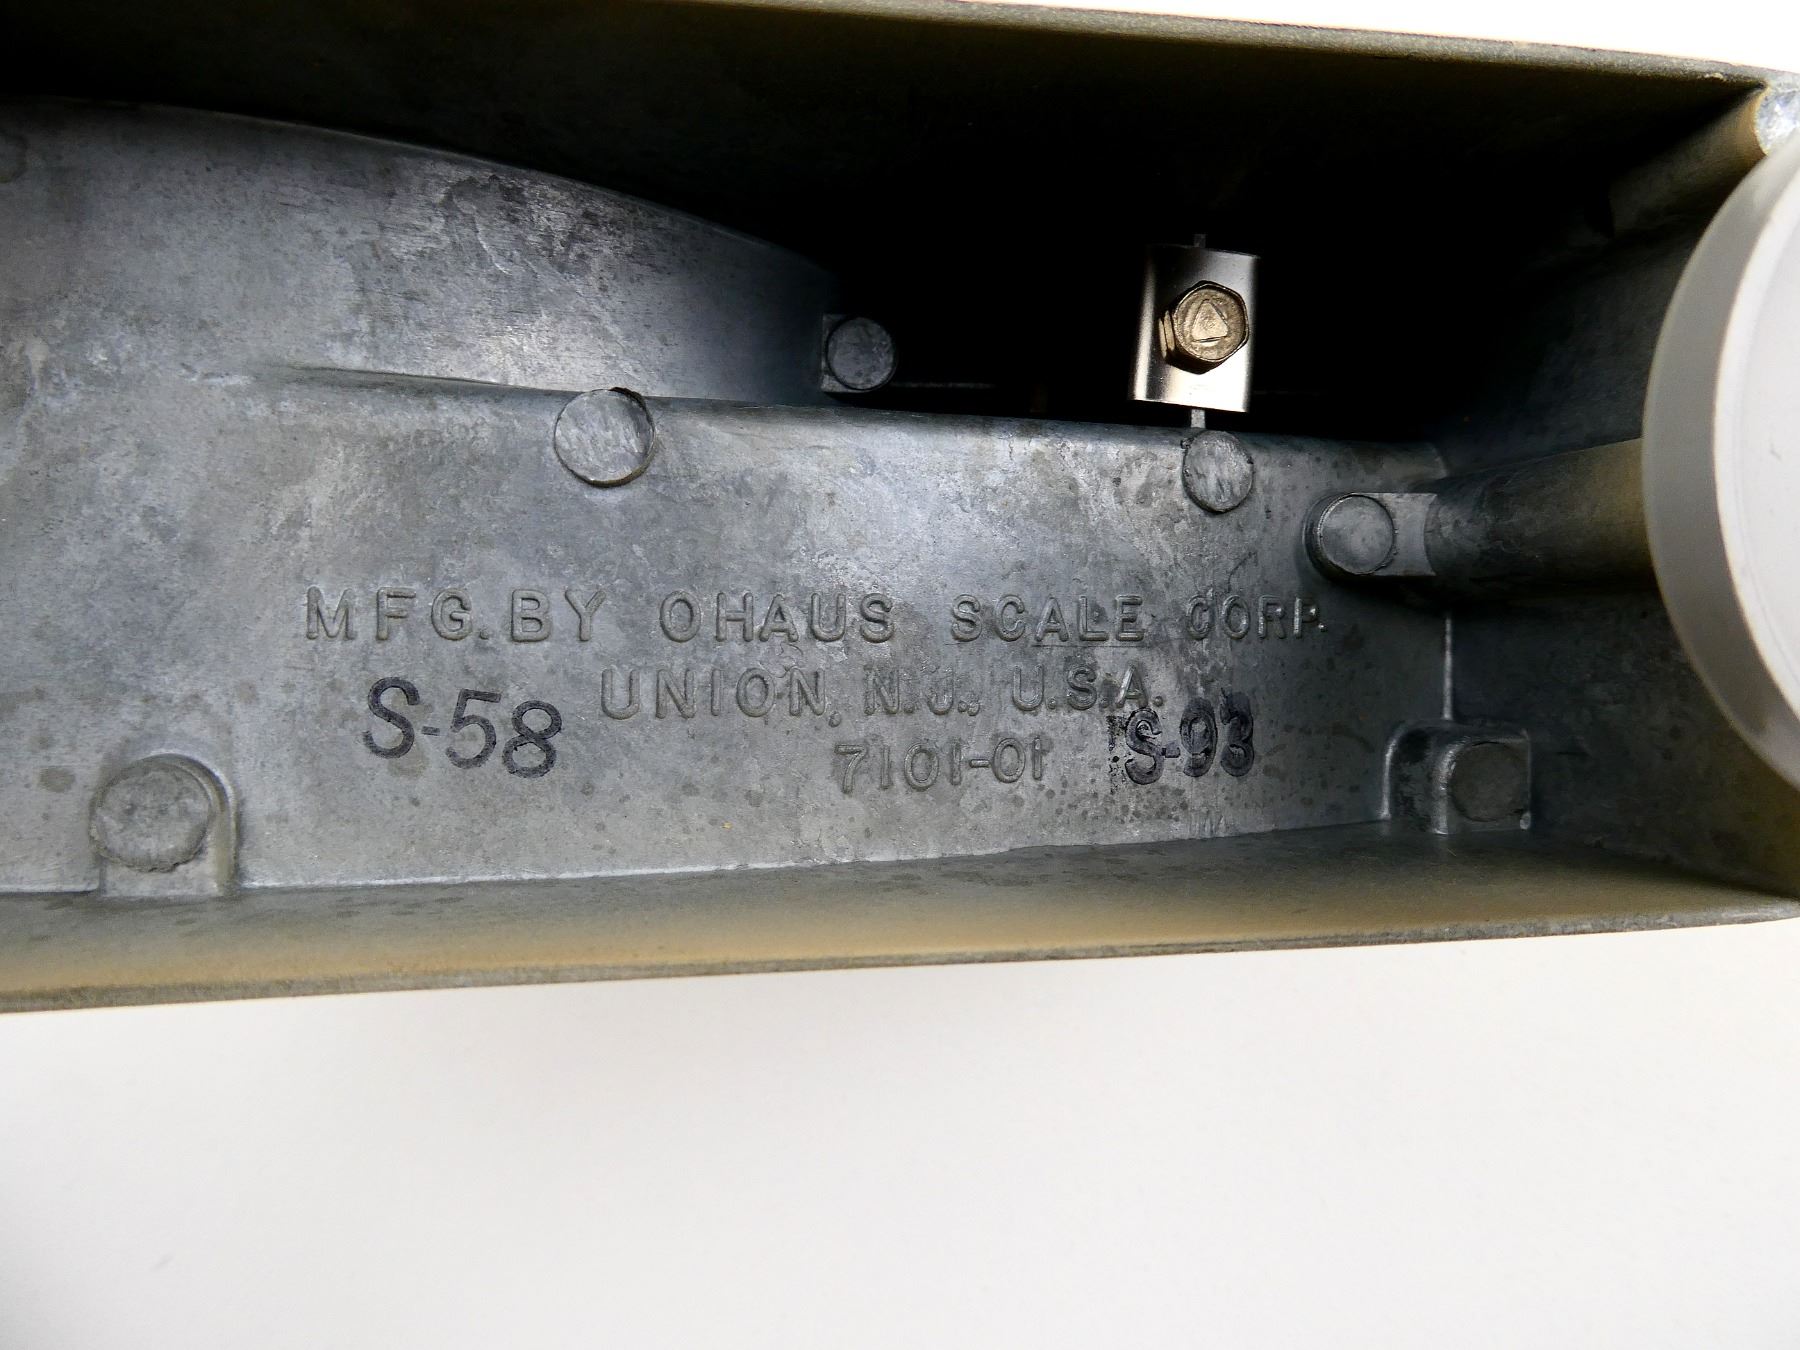 MFG. BY OHAUS SCALE CORP.
UNION, N.J., U.S.A.
S-58
7101-01
S-93